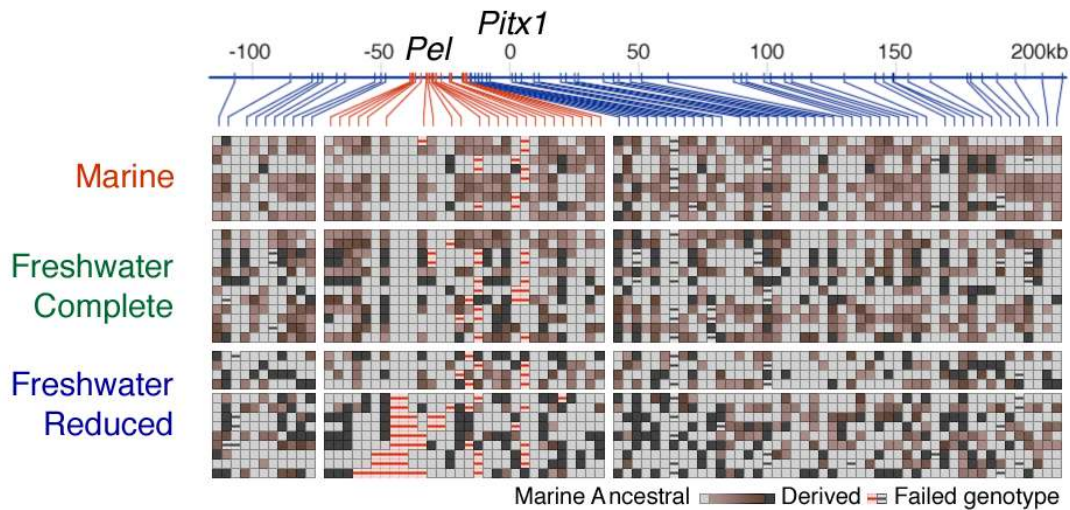 Pitx1
-100 -50 Pel 0 50 100 150 200kb
Marine
Freshwater
Complete
Freshwater
Reduced
Marine Ancestral Derived Failed genotype